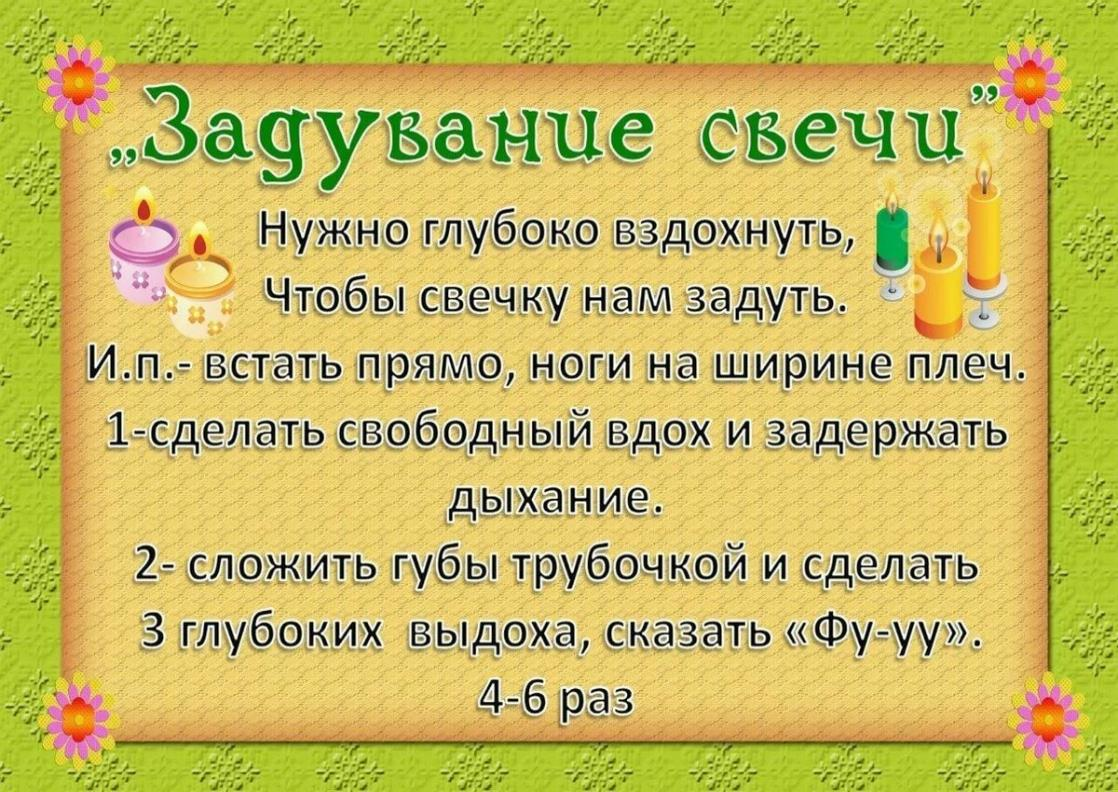 „Задувание свечи”
Нужно глубоко вздохнуть,
Чтобы свечку нам задуть.
И.п.- встать прямо, ноги на ширине плеч.
1-сделать свободный вдох и задержать
дыхание.
2- сложить губы трубочкой и сделать
3 глубоких выдоха, сказать «Фу-уу».
4-6 раз